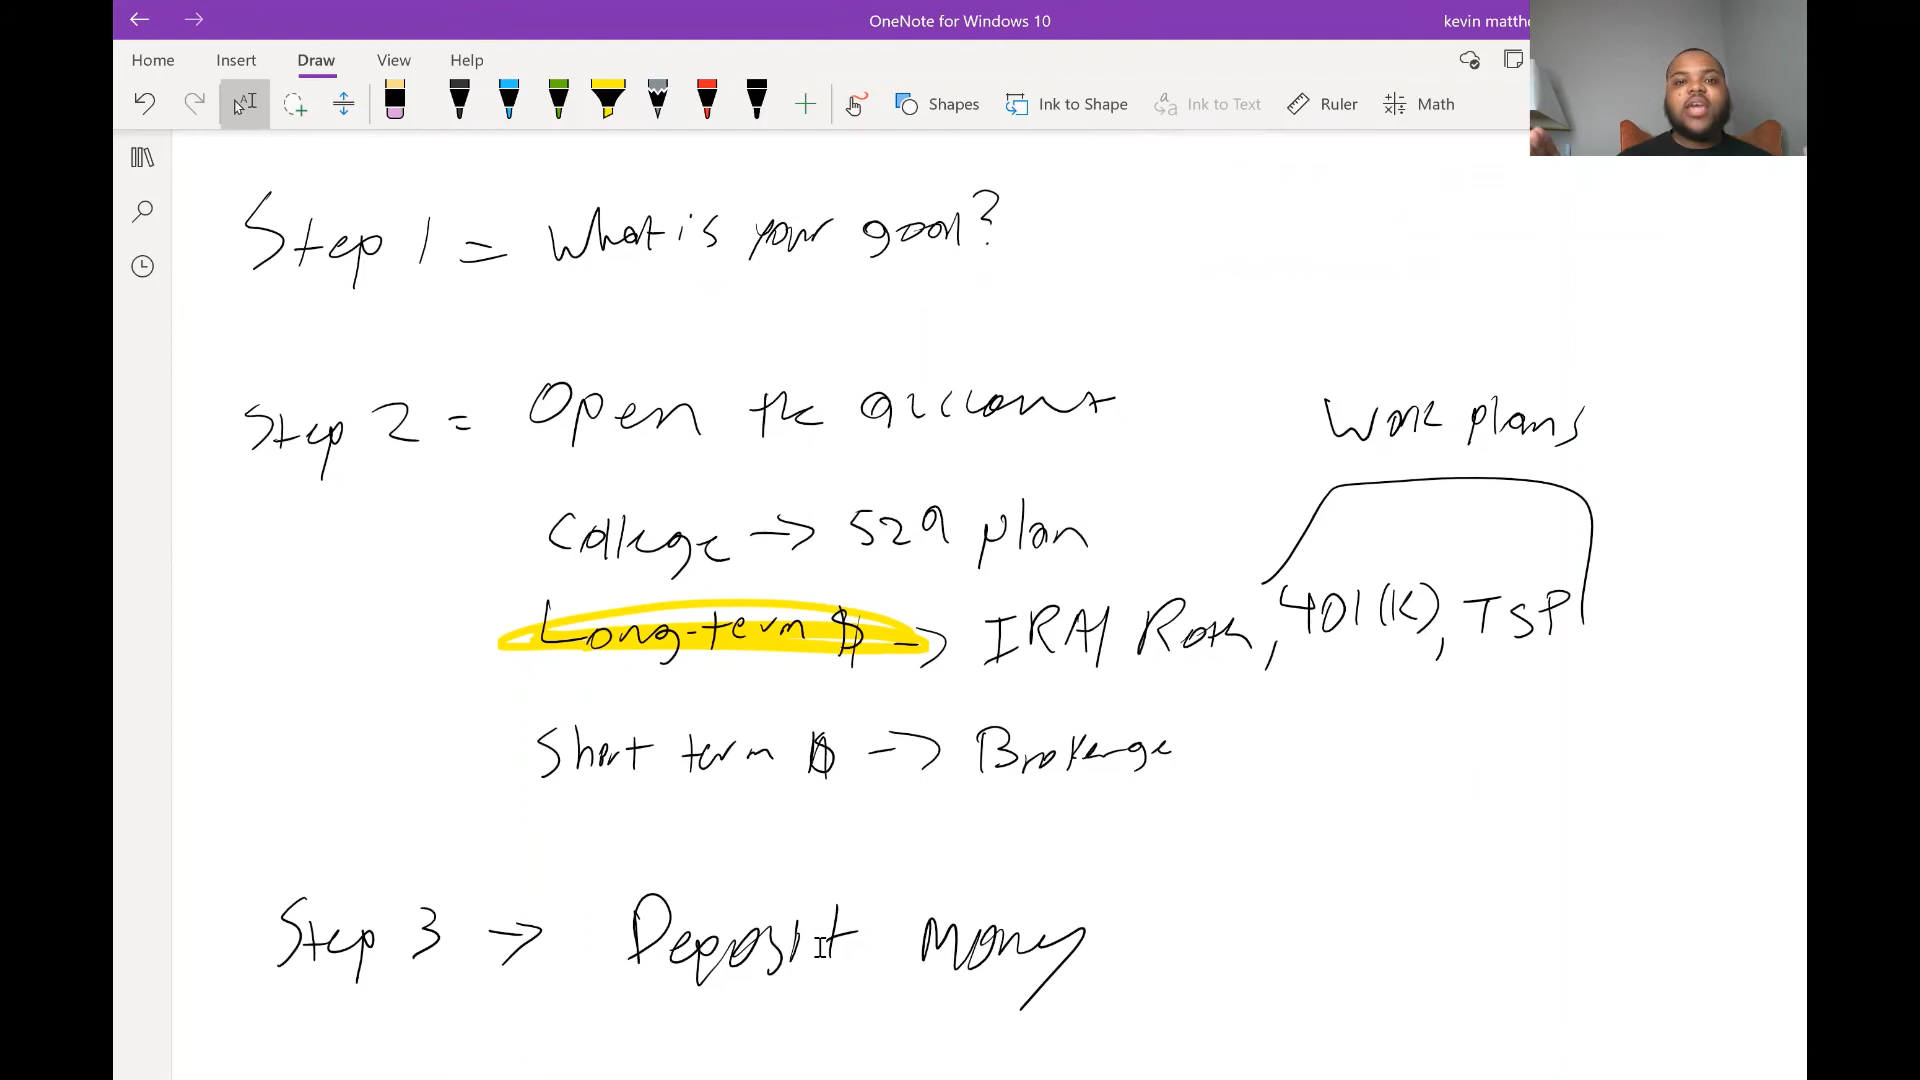 OneNote for Windows 10
kevin matthe
Home Insert Draw View Help
Shapes Ink to Shape Ink to Text Ruler Math
Step 1 = What is your goal?
Step 2 = Open the account
Work plans
College -> 529 plan
Long-term $ -> IRA/ Roth, 401(K), TSP
Short term $ -> Brokerage
Step 3 -> Deposit money